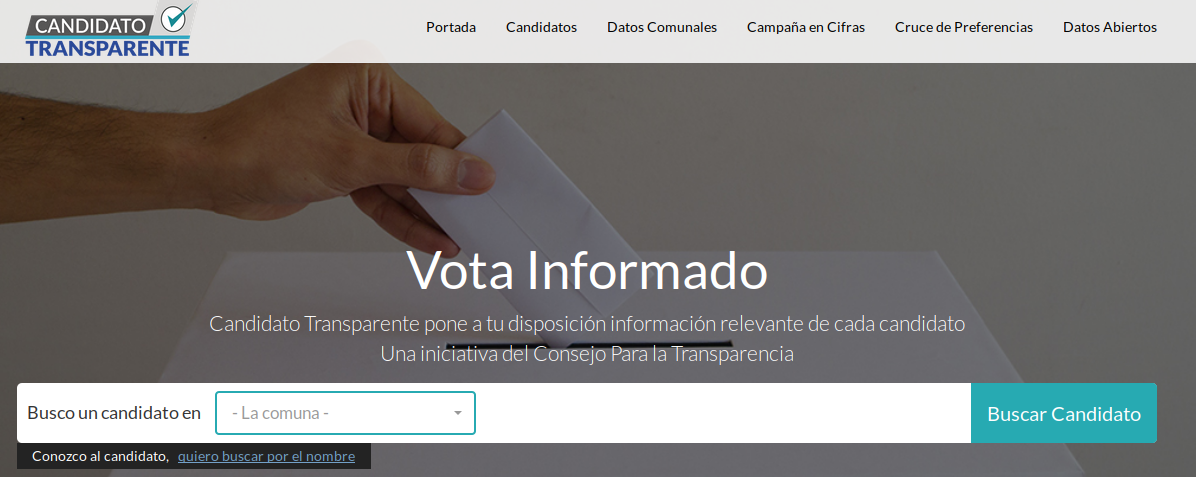 CANDIDATO
TRANSPARENTE
Portada Candidatos Datos Comunales Campaña en Cifras Cruce de Preferencias Datos Abiertos
Vota Informado
Candidato Transparente pone a tu disposición información relevante de cada candidato
Una iniciativa del Consejo Para la Transparencia
Busco un candidato en - La comuna - Buscar Candidato
Conozco al candidato, quiero buscar por el nombre